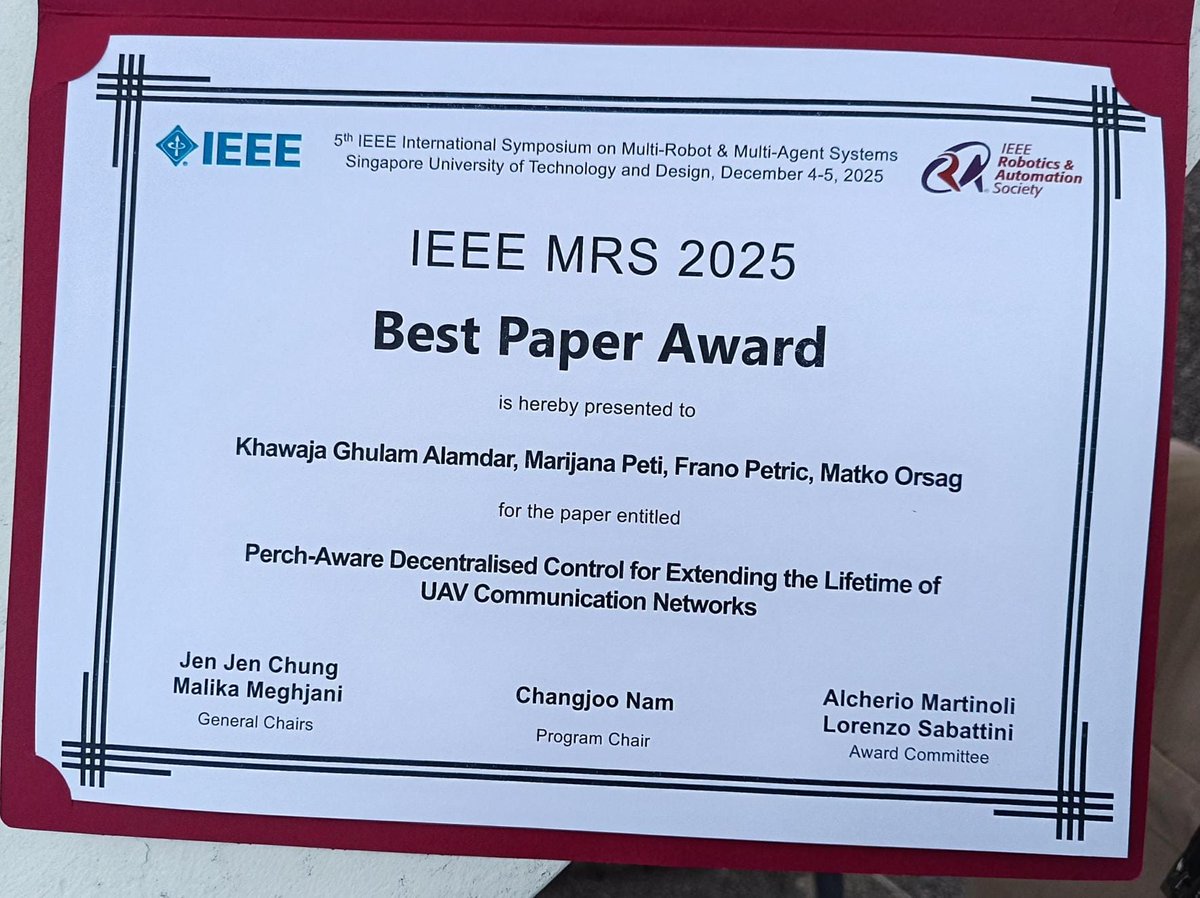 IEEE
5th IEEE International Symposium on Multi-Robot & Multi-Agent Systems
Singapore University of Technology and Design, December 4-5, 2025
IEEE
Robotics &
Automation
Society
IEEE MRS 2025
Best Paper Award
is hereby presented to
Khawaja Ghulam Alamdar, Marijana Peti, Frano Petric, Matko Orsag
for the paper entitled
Perch-Aware Decentralised Control for Extending the Lifetime of
UAV Communication Networks
Jen Jen Chung
Malika Meghjani
General Chairs
Changjoo Nam
Program Chair
Alcherio Martinoli
Lorenzo Sabattini
Award Committee